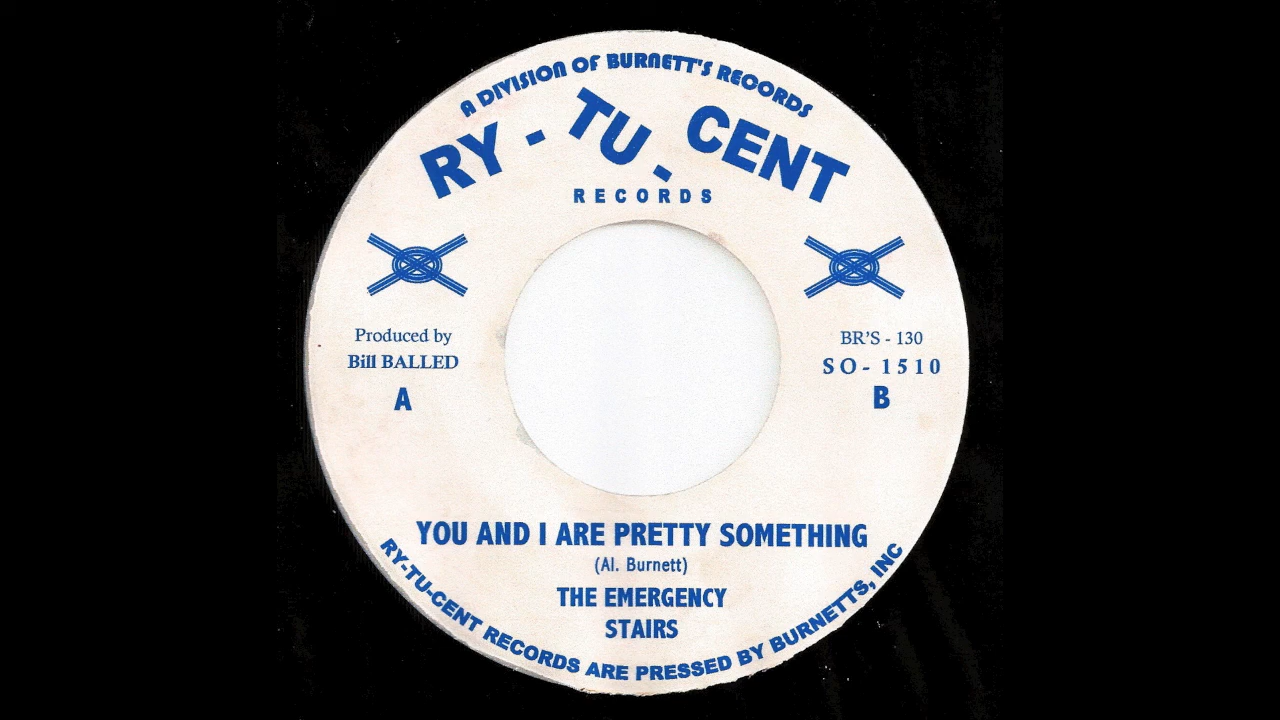 A DIVISION OF BURNETT'S RECORDS
RY - TU - CENT
RECORDS
Produced by
Bill BALLED
A
BR'S - 130
SO- 1510
B
YOU AND I ARE PRETTY SOMETHING
(Al. Burnett)
THE EMERGENCY
STAIRS
RY-TU-CENT RECORDS ARE PRESSED BY BURNETTS, INC